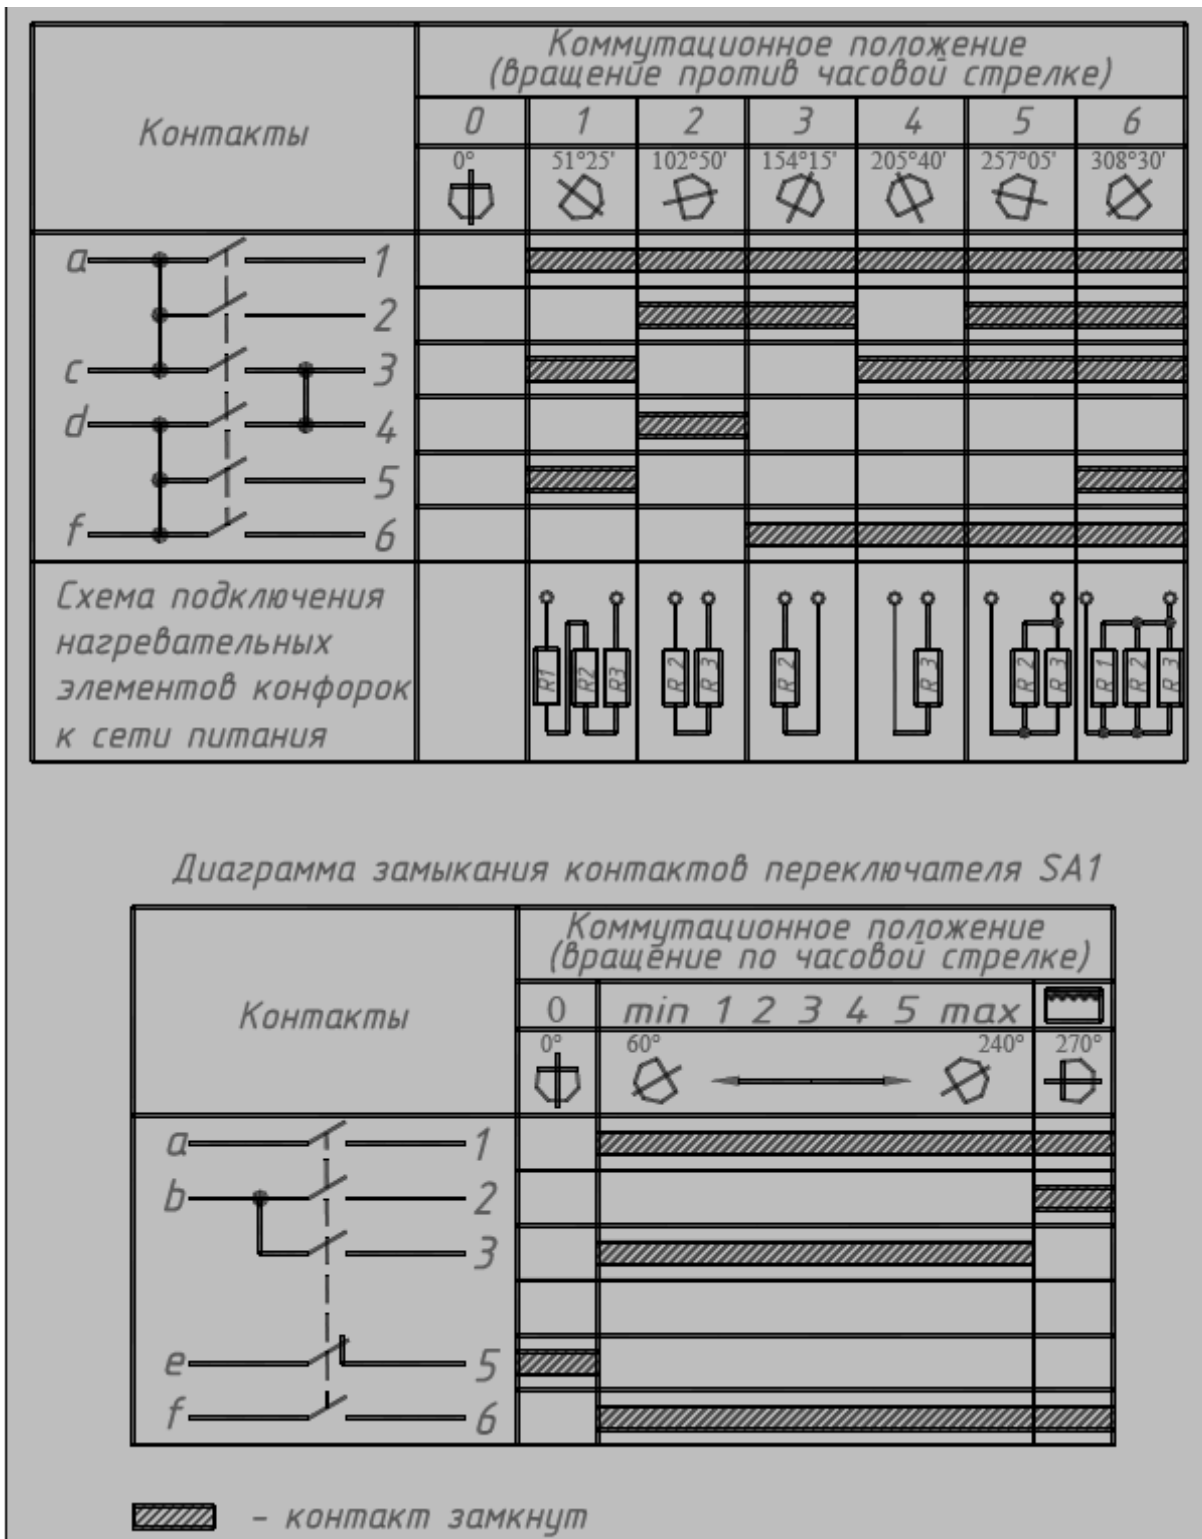 Коммутационное положение
(вращение против часовой стрелке)
Контакты
0 1 2 3 4 5 6
0° 51°25' 102°50' 154°15' 205°40' 257°05' 308°30'
a 1
2
c 3
d 4
5
f 6
Схема подключения
нагревательных
элементов конфорок
к сети питания
R1 R2 R3
R2 R3
R2
R3
R2 R3
R1 R2 R3
Диаграмма замыкания контактов переключателя SA1
Коммутационное положение
(вращение по часовой стрелке)
Контакты
0 min 1 2 3 4 5 max
0° 60° 240° 270°
a 1
b 2
3
e 5
f 6
- контакт замкнут